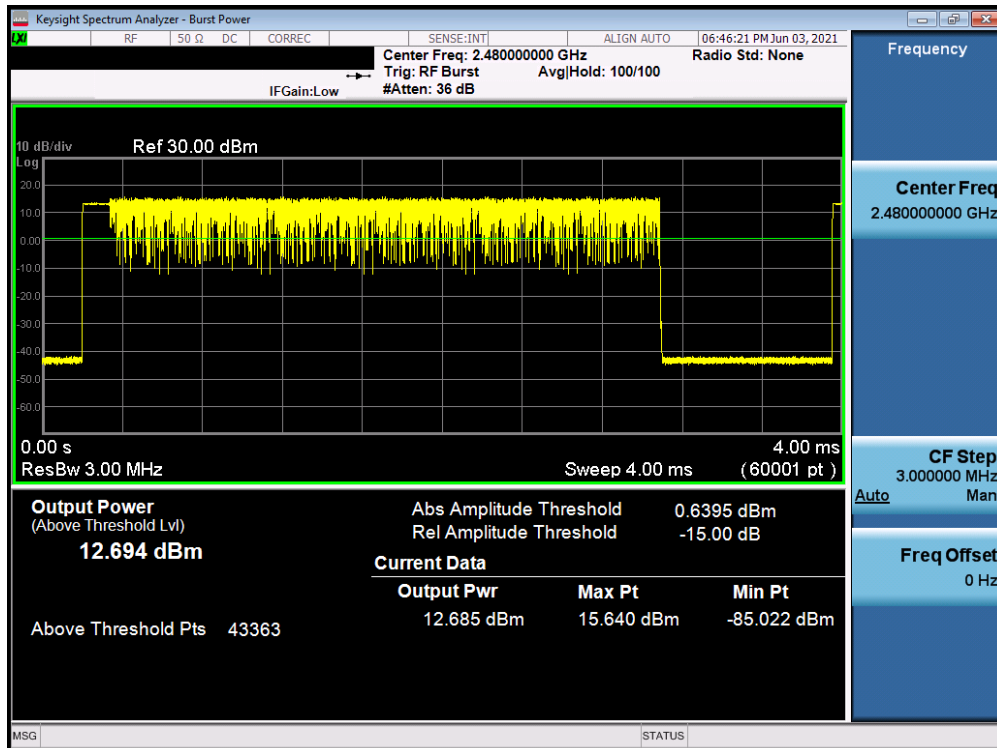 Keysight Spectrum Analyzer - Burst Power
LXI
RF 50 Ω DC CORREC SENSE:INT ALIGN AUTO 06:46:21 PM Jun 03, 2021
Center Freq: 2.480000000 GHz Radio Std: None
Trig: RF Burst Avg|Hold: 100/100
IFGain:Low #Atten: 36 dB
10 dB/div Ref 30.00 dBm
Log
20.0
10.0
0.00
-10.0
-20.0
-30.0
-40.0
-50.0
-60.0
0.00 s 4.00 ms
ResBw 3.00 MHz Sweep 4.00 ms (60001 pt)
Output Power
(Above Threshold Lvl)
12.694 dBm
Above Threshold Pts 43363
Abs Amplitude Threshold 0.6395 dBm
Rel Amplitude Threshold -15.00 dB
Current Data
Output Pwr Max Pt Min Pt
12.685 dBm 15.640 dBm -85.022 dBm
MSG STATUS
Frequency
Center Freq
2.480000000 GHz
CF Step
3.000000 MHz
Auto Man
Freq Offset
0 Hz